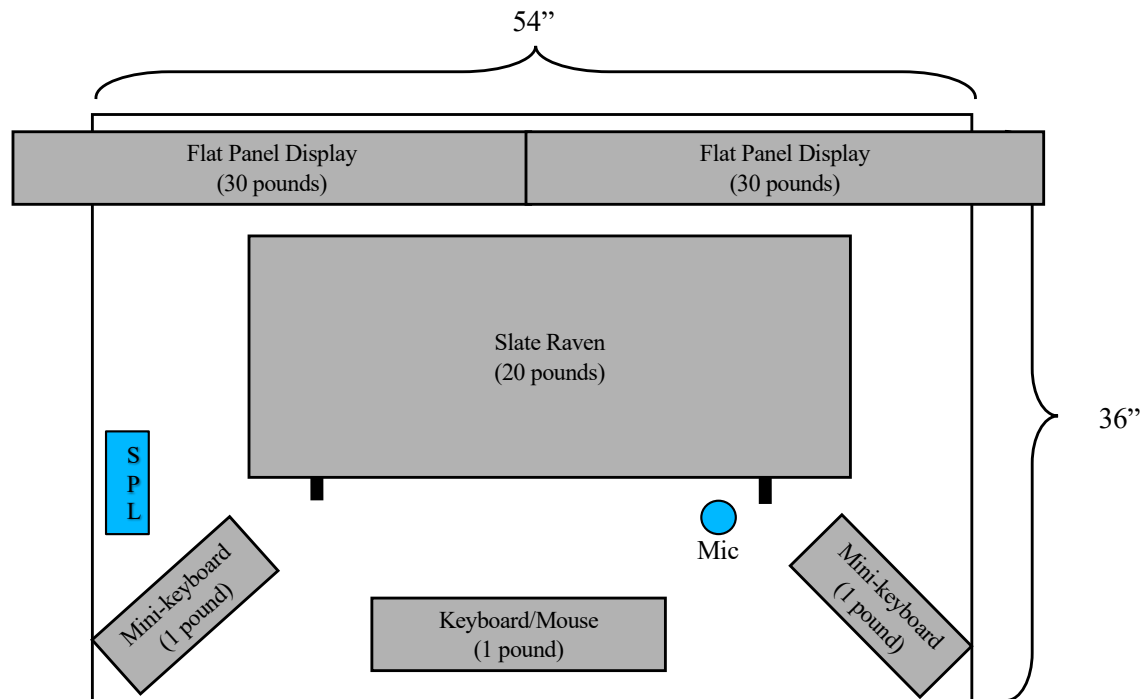 54”
Flat Panel Display
(30 pounds)
Flat Panel Display
(30 pounds)
Slate Raven
(20 pounds)
36”
S
P
L
Mic
Mini-keyboard
(1 pound)
Keyboard/Mouse
(1 pound)
Mini-keyboard
(1 pound)